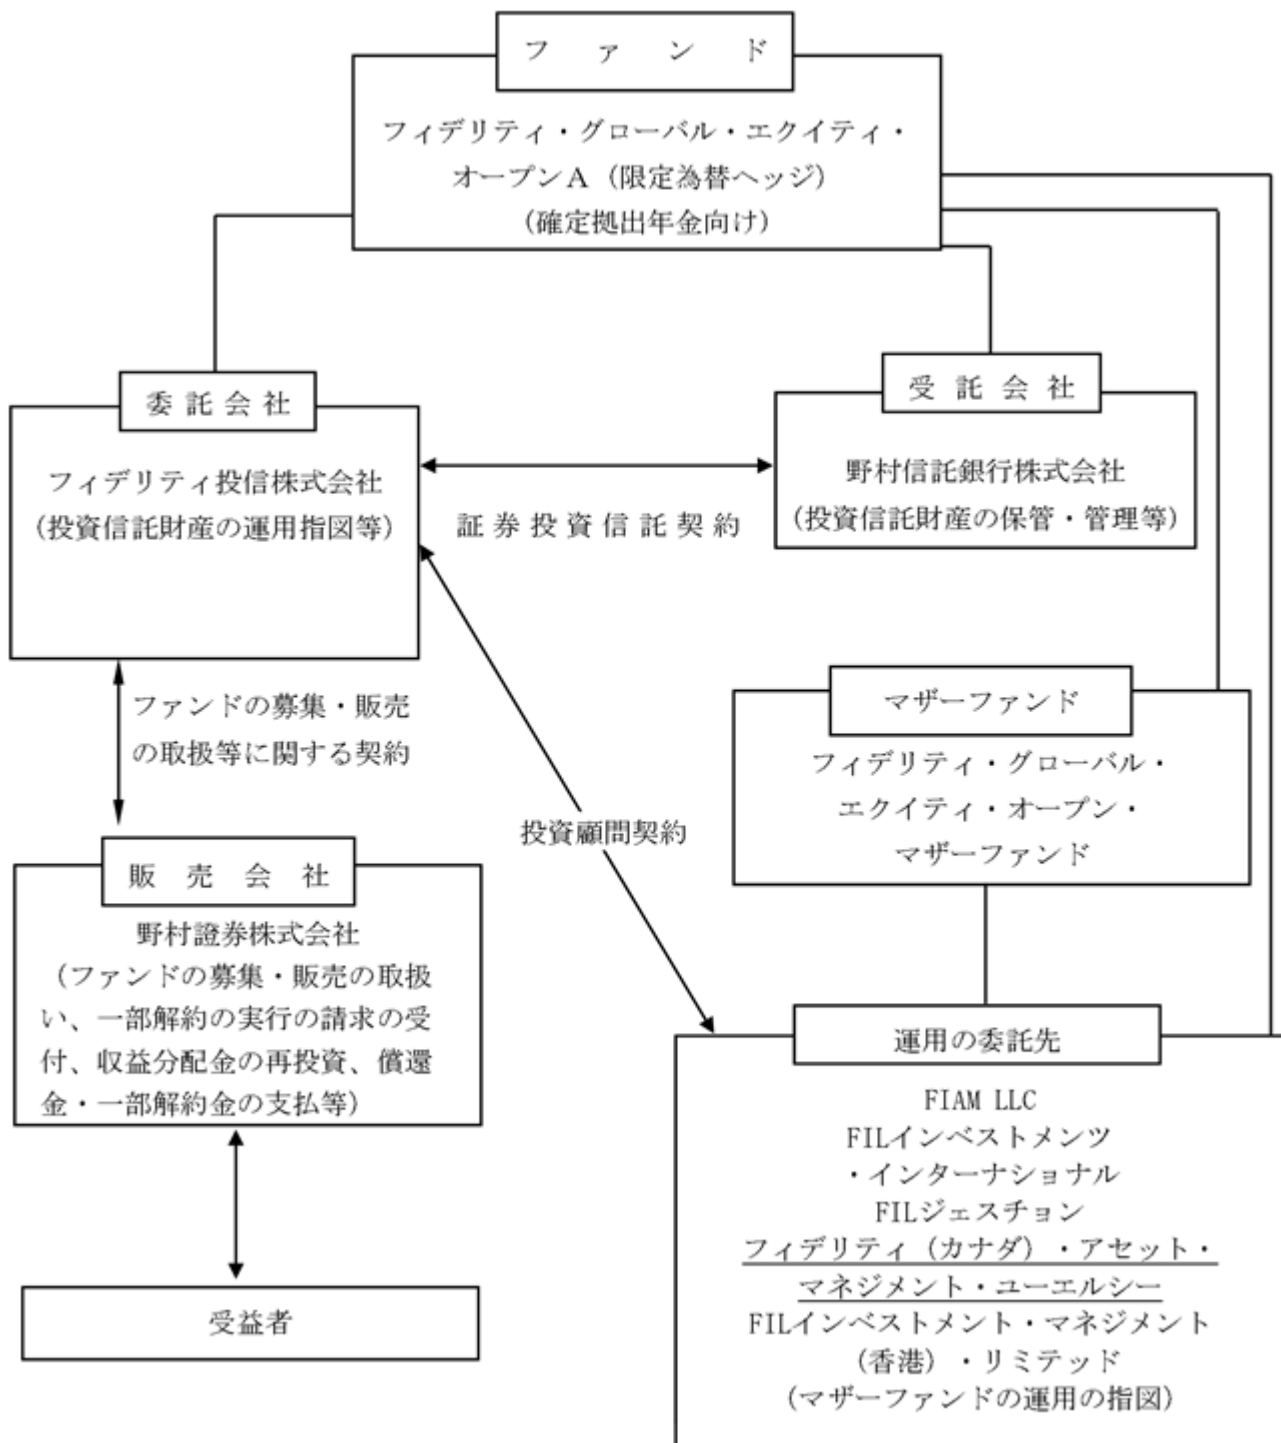 ファンド
フィデリティ・グローバル・エクイティ・
オープンA（限定為替ヘッジ）
（確定拠出年金向け）
委託会社
フィデリティ投信株式会社
（投資信託財産の運用指図等）
受託会社
野村信託銀行株式会社
（投資信託財産の保管・管理等）
証券投資信託契約
ファンドの募集・販売
の取扱等に関する契約
投資顧問契約
マザーファンド
フィデリティ・グローバル・
エクイティ・オープン・
マザーファンド
販売会社
野村證券株式会社
（ファンドの募集・販売の取扱
い、一部解約の実行の請求の受
付、収益分配金の再投資、償還
金・一部解約金の支払等）
受益者
運用の委託先
FIAM LLC
FILインベストメンツ
・インターナショナル
FILジェスチョン
フィデリティ（カナダ）・アセット・
マネジメント・ユーエルシー
FILインベストメント・マネジメント
（香港）・リミテッド
（マザーファンドの運用の指図）